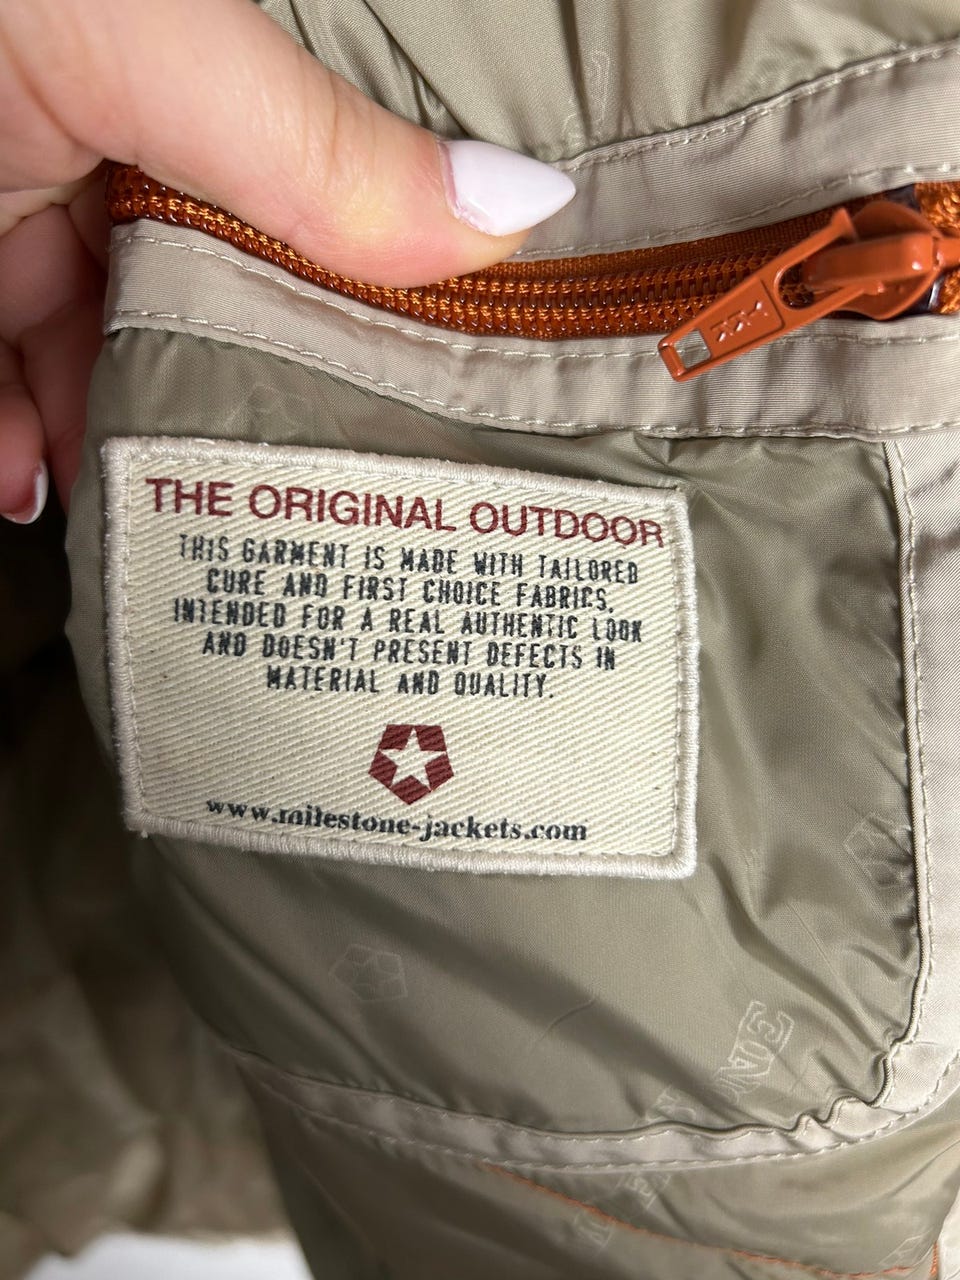 THE ORIGINAL OUTDOOR
THIS GARMENT IS MADE WITH TAILORED
CURE AND FIRST CHOICE FABRICS.
INTENDED FOR A REAL AUTHENTIC LOOK
AND DOESN'T PRESENT DEFECTS IN
MATERIAL AND QUALITY.
www.milestone-jackets.com